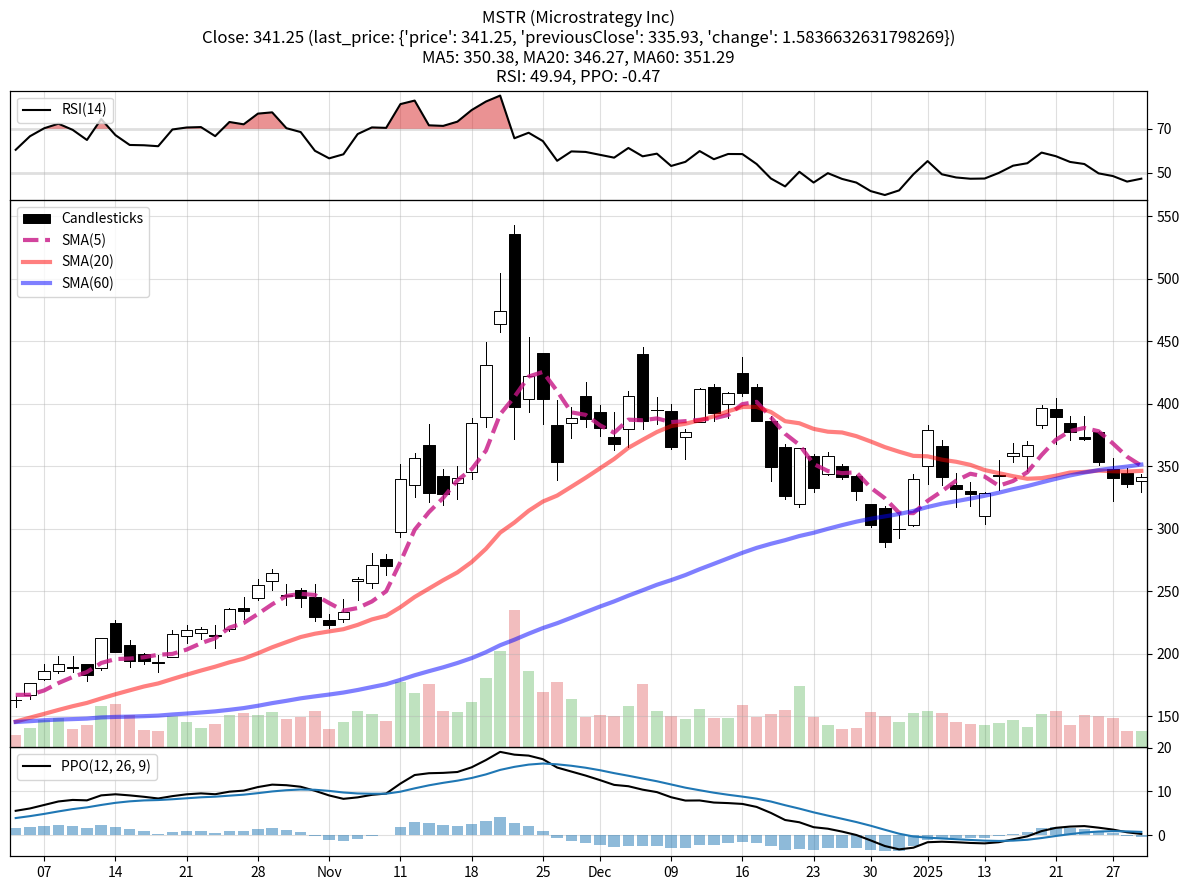 MSTR (Microstrategy Inc)
Close: 341.25 (last_price: {'price': 341.25, 'previousClose': 335.93, 'change': 1.5836632631798269})
MA5: 350.38, MA20: 346.27, MA60: 351.29
RSI: 49.94, PPO: -0.47
RSI(14)
70
50
Candlesticks
SMA(5)
SMA(20)
SMA(60)
550
500
450
400
350
300
250
200
150
PPO(12, 26, 9)
20
10
0
07 14 21 28 Nov 11 18 25 Dec 09 16 23 30 2025 13 21 27